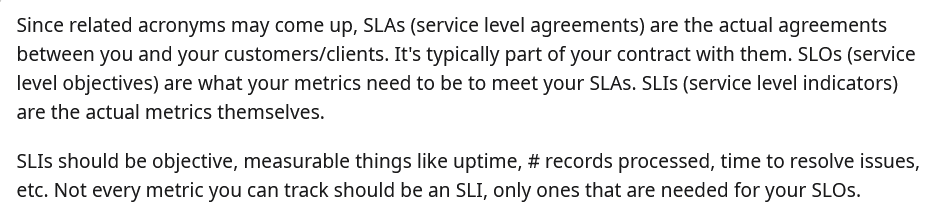 Since related acronyms may come up, SLAs (service level agreements) are the actual agreements
between you and your customers/clients. It's typically part of your contract with them. SLOs (service
level objectives) are what your metrics need to be to meet your SLAs. SLIs (service level indicators)
are the actual metrics themselves.
SLIs should be objective, measurable things like uptime, # records processed, time to resolve issues,
etc. Not every metric you can track should be an SLI, only ones that are needed for your SLOs.